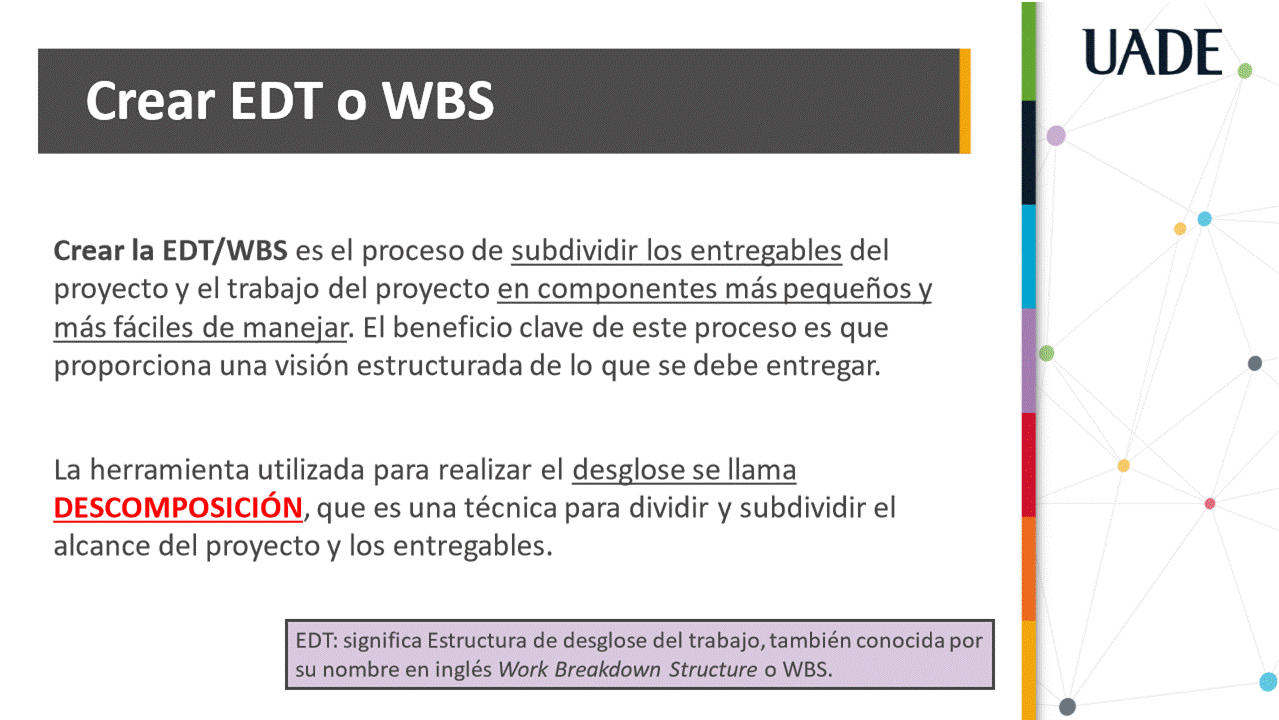 UADE
Crear EDT o WBS
Crear la EDT/WBS es el proceso de subdividir los entregables del
proyecto y el trabajo del proyecto en componentes más pequeños y
más fáciles de manejar. El beneficio clave de este proceso es que
proporciona una visión estructurada de lo que se debe entregar.
La herramienta utilizada para realizar el desglose se llama
DESCOMPOSICIÓN, que es una técnica para dividir y subdividir el
alcance del proyecto y los entregables.
EDT: significa Estructura de desglose del trabajo, también conocida por
su nombre en inglés Work Breakdown Structure o WBS.